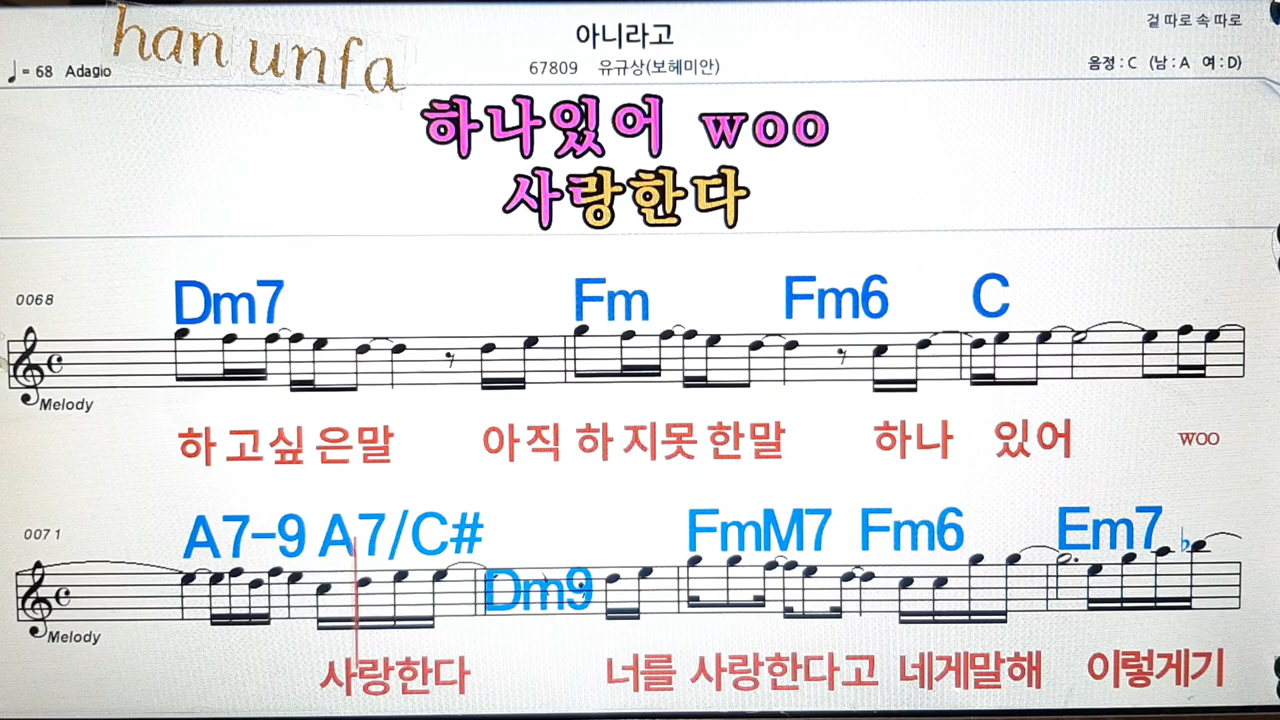 han unfa
아니라고
겉 따로 속 따로
♩= 68 Adagio
67809 유규상(보헤미안)
음정 : C (남 : A 여 : D)
하나있어 woo
사랑한다
0068
Dm7 Fm Fm6 C
Melody
하고싶은말 아직하지못한말 하나 있어 woo
0071
A7-9 A7/C# Dm9 FmM7 Fm6 Em7
Melody
사랑한다 너를 사랑한다고 네게말해 이렇게기